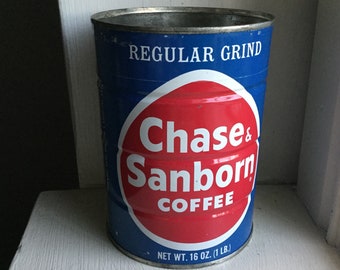 REGULAR GRIND
Chase &
Sanborn
COFFEE
NET WT. 16 OZ. (1 LB.)